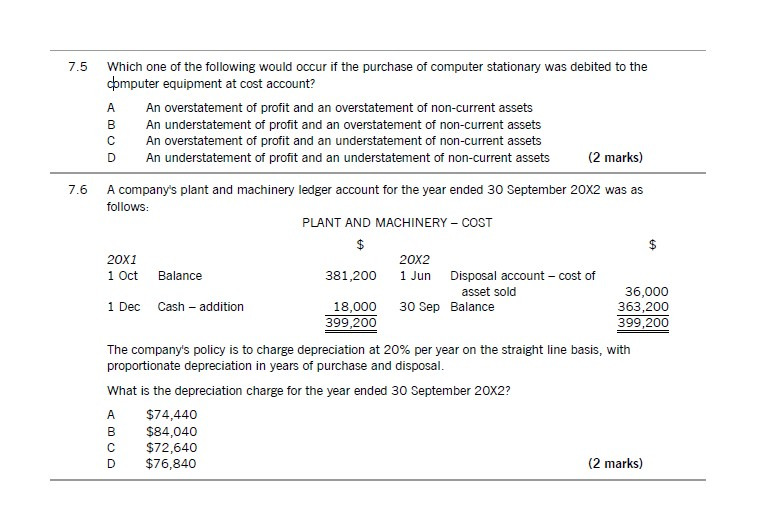 7.5 Which one of the following would occur if the purchase of computer stationary was debited to the
computer equipment at cost account?
A An overstatement of profit and an overstatement of non-current assets
B An understatement of profit and an overstatement of non-current assets
C An overstatement of profit and an understatement of non-current assets
D An understatement of profit and an understatement of non-current assets (2 marks)
7.6 A company's plant and machinery ledger account for the year ended 30 September 20X2 was as
follows:
PLANT AND MACHINERY – COST
$ $
20X1 20X2
1 Oct Balance 381,200 1 Jun Disposal account – cost of
asset sold 36,000
1 Dec Cash – addition 18,000 30 Sep Balance 363,200
399,200 399,200
The company's policy is to charge depreciation at 20% per year on the straight line basis, with
proportionate depreciation in years of purchase and disposal.
What is the depreciation charge for the year ended 30 September 20X2?
A $74,440
B $84,040
C $72,640
D $76,840 (2 marks)